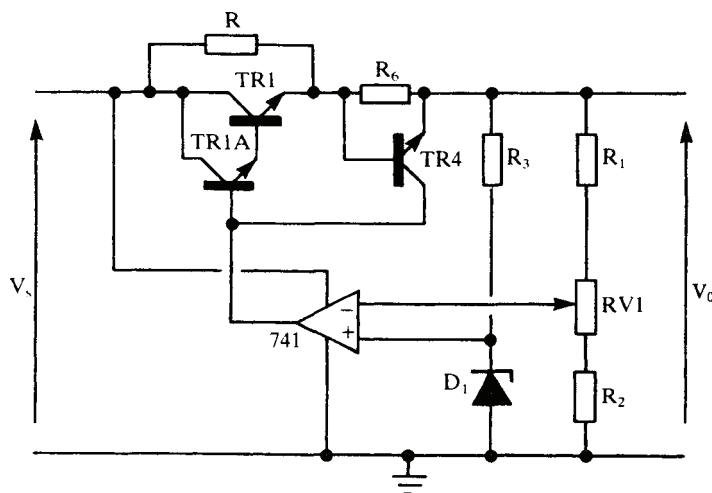 R
TR1
R₆
TR1A
TR4
R₃
R₁
Vₛ
−
RV1
741
+
V₀
D₁
R₂